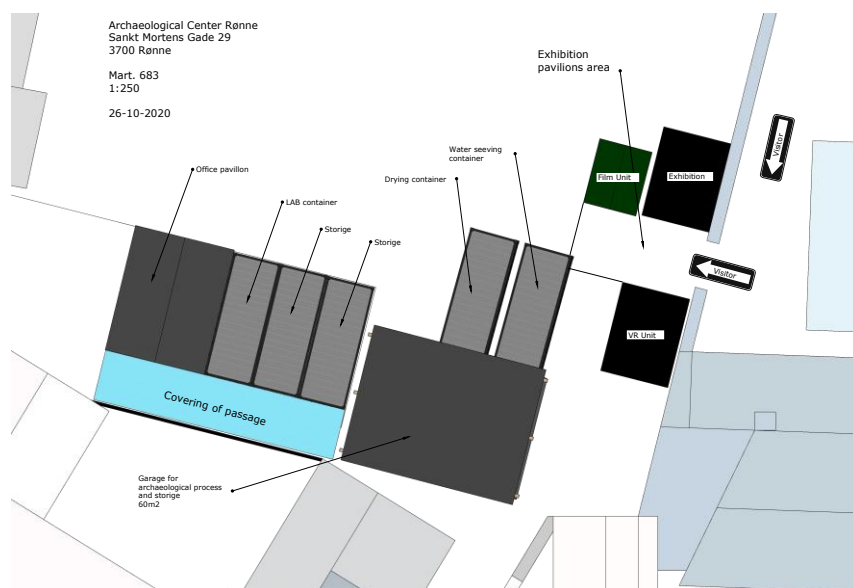 Archaeological Center Rønne
Sankt Mortens Gade 29
3700 Rønne
Mart. 683
1:250
26-10-2020
Exhibition
pavilions area
Visitor
Water seeving
container
Office pavillon
Drying container
Film Unit
Exhibition
LAB container
Storige
Storige
Visitor
VR Unit
Covering of passage
Garage for
archaeological process
and storige
60m2